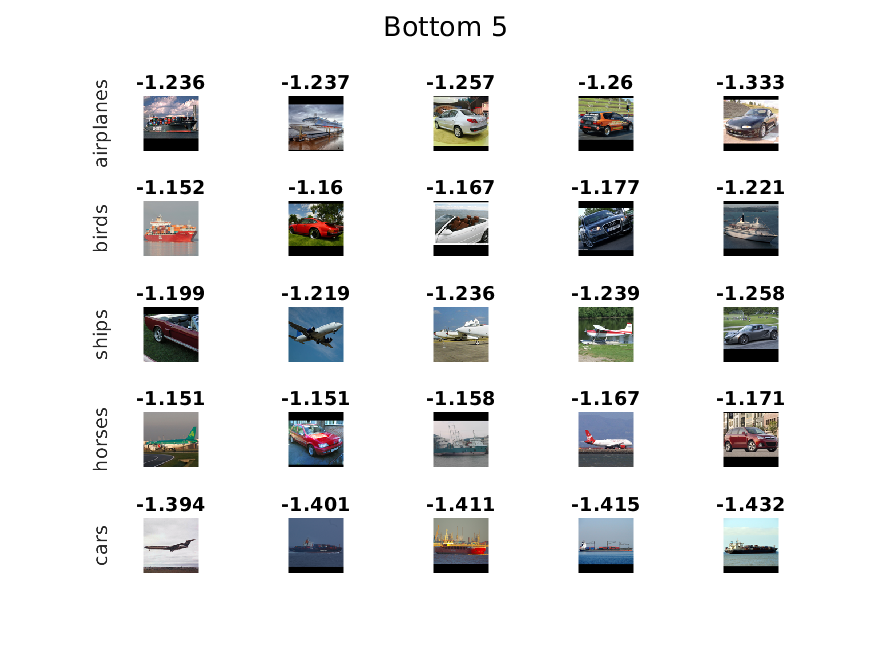 Bottom 5
airplanes
-1.236 -1.237 -1.257 -1.26 -1.333
birds
-1.152 -1.16 -1.167 -1.177 -1.221
ships
-1.199 -1.219 -1.236 -1.239 -1.258
horses
-1.151 -1.151 -1.158 -1.167 -1.171
cars
-1.394 -1.401 -1.411 -1.415 -1.432